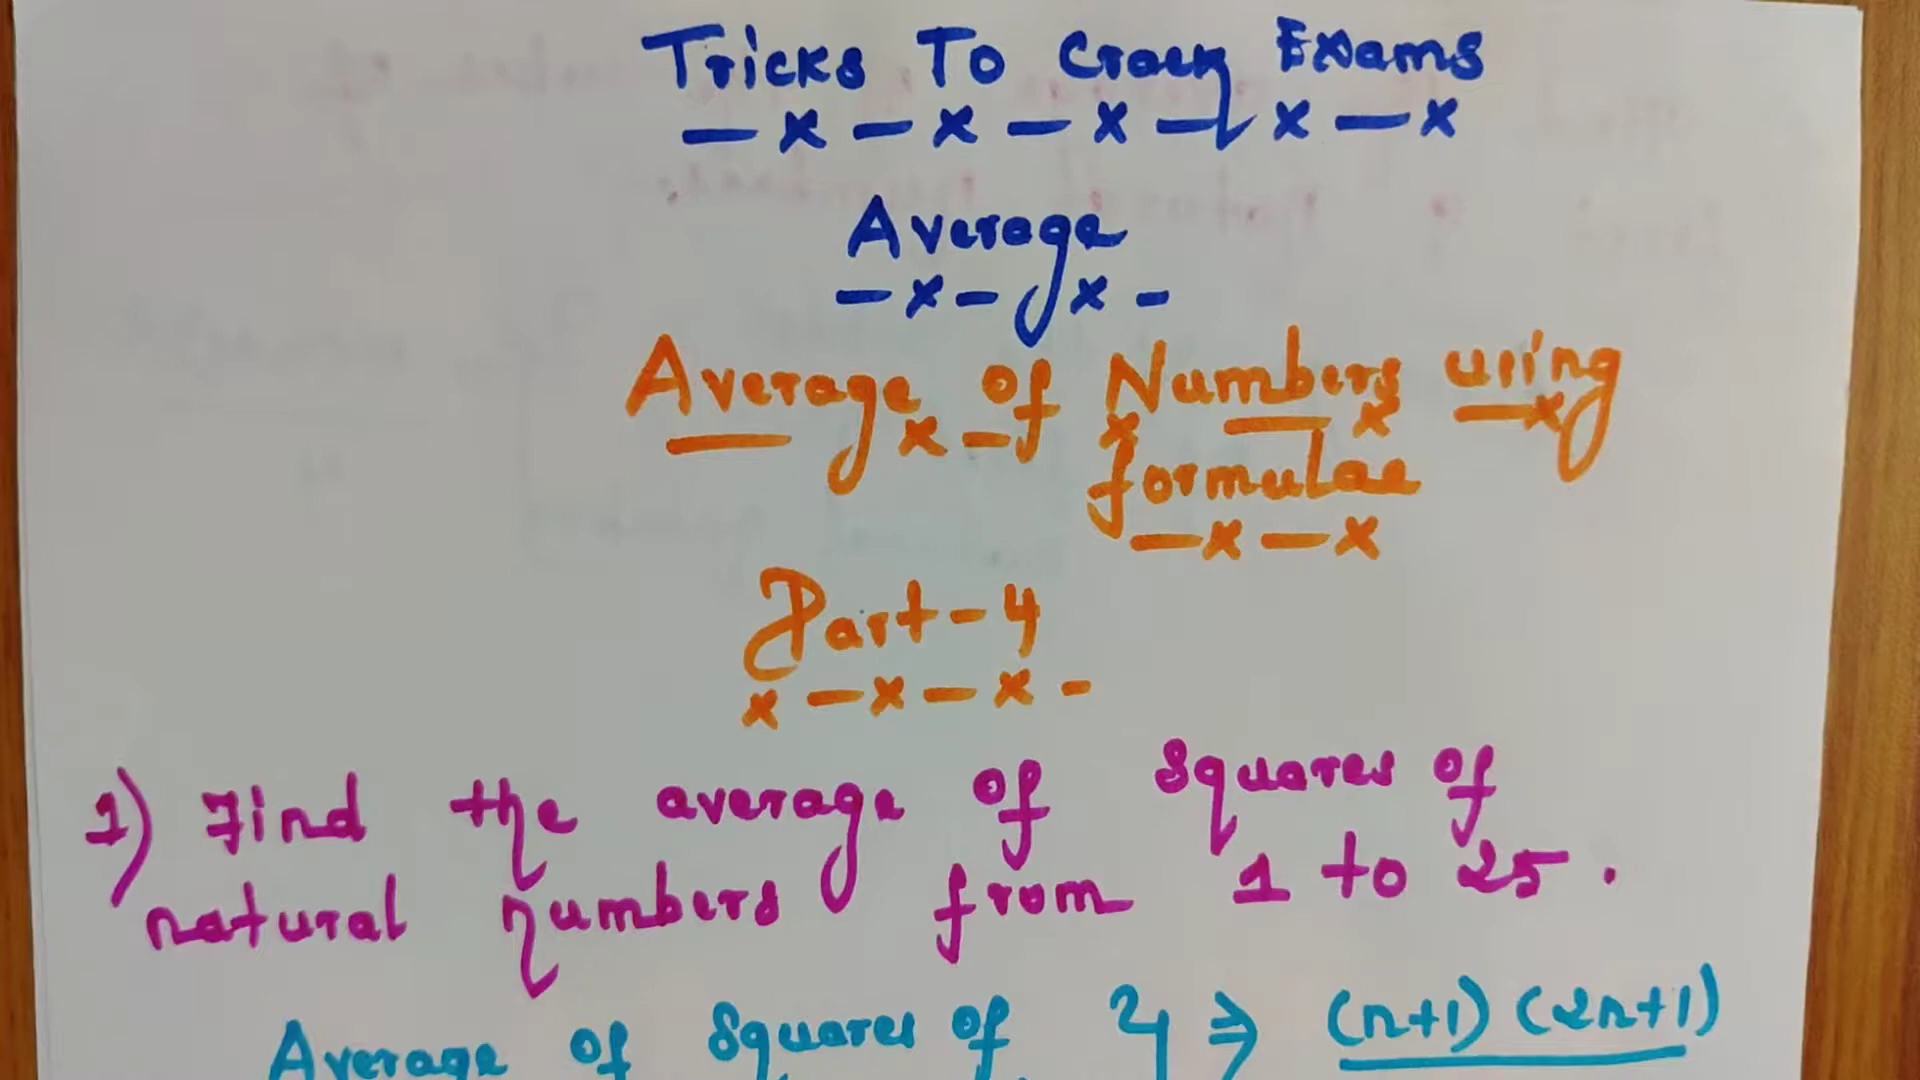 Tricks To Crack Exams
Average
Average of Numbers using
formulae
Part-4
1) Find the average of squares of
natural numbers from 1 to 25.
Average of squares of } ⇒ (n+1) (2n+1)